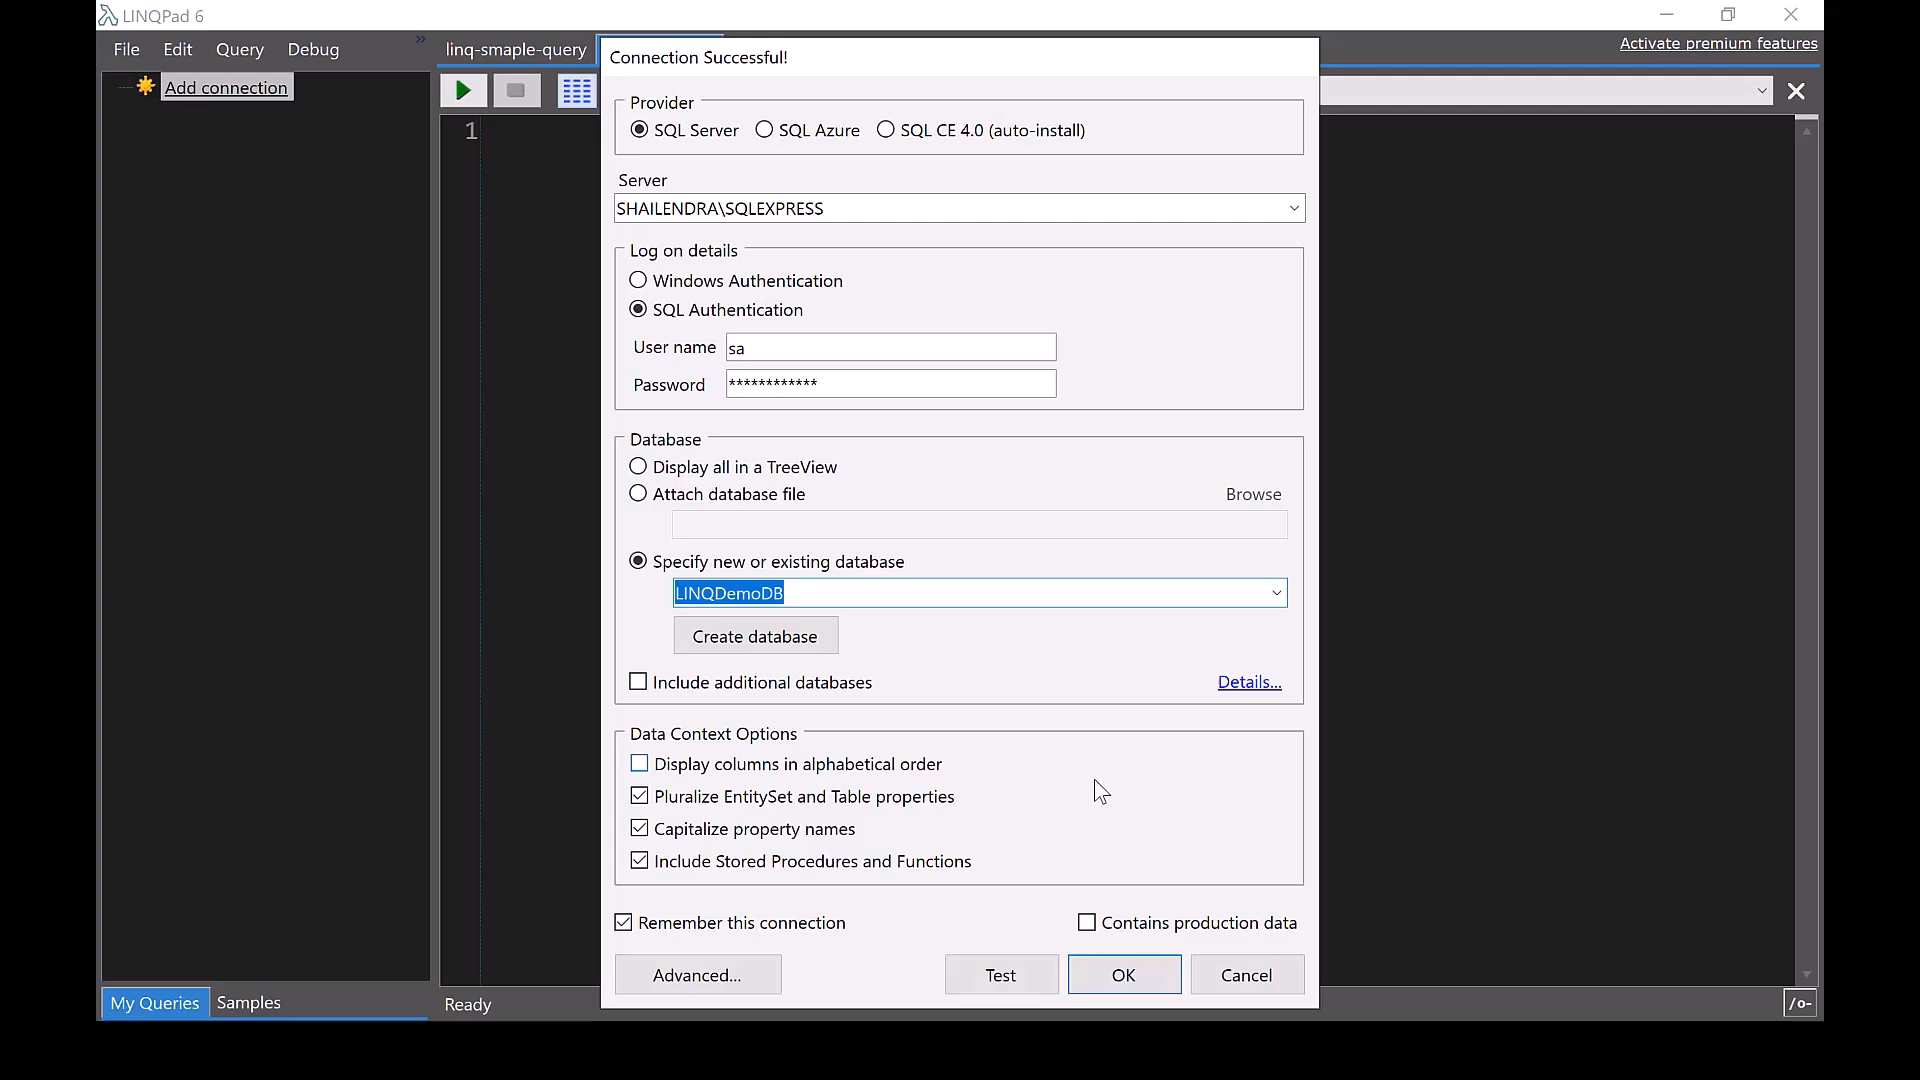 LINQPad 6
File Edit Query Debug »
linq-smaple-query
Activate premium features
Add connection
1
Connection Successful!
Provider
SQL Server SQL Azure SQL CE 4.0 (auto-install)
Server
SHAILENDRA\SQLEXPRESS
Log on details
Windows Authentication
SQL Authentication
User name sa
Password ************
Database
Display all in a TreeView
Attach database file Browse
Specify new or existing database
LINQDemoDB
Create database
Include additional databases Details...
Data Context Options
Display columns in alphabetical order
Pluralize EntitySet and Table properties
Capitalize property names
Include Stored Procedures and Functions
Remember this connection Contains production data
Advanced... Test OK Cancel
My Queries Samples
Ready
/o-